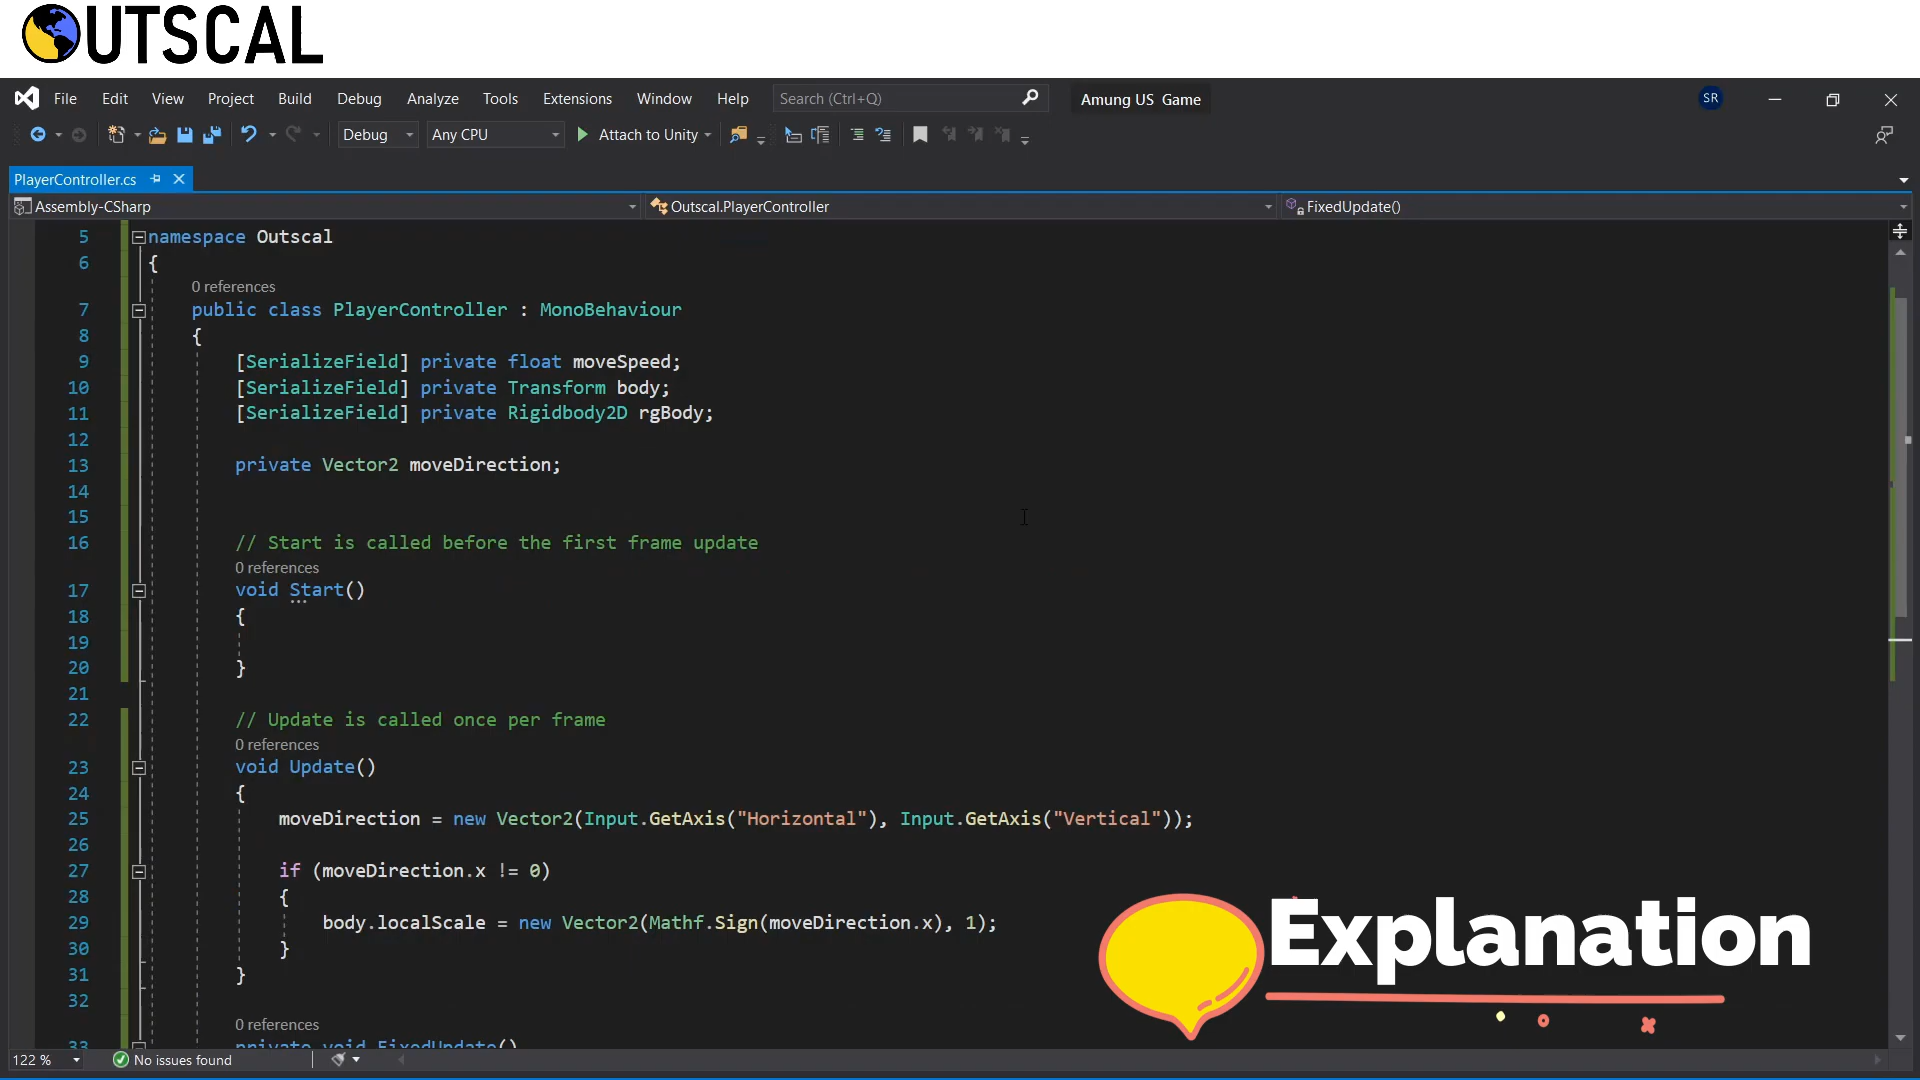 OUTSCAL
File Edit View Project Build Debug Analyze Tools Extensions Window Help Search (Ctrl+Q) Amung US Game SR
Debug Any CPU Attach to Unity
PlayerController.cs
Assembly-CSharp Outscal.PlayerController FixedUpdate()
5 namespace Outscal
6 {
0 references
7 public class PlayerController : MonoBehaviour
8 {
9 [SerializeField] private float moveSpeed;
10 [SerializeField] private Transform body;
11 [SerializeField] private Rigidbody2D rgBody;
12
13 private Vector2 moveDirection;
14
15
16 // Start is called before the first frame update
0 references
17 void Start()
18 {
19
20 }
21
22 // Update is called once per frame
0 references
23 void Update()
24 {
25 moveDirection = new Vector2(Input.GetAxis("Horizontal"), Input.GetAxis("Vertical"));
26
27 if (moveDirection.x != 0)
28 {
29 body.localScale = new Vector2(Mathf.Sign(moveDirection.x), 1);
30 }
31 }
32
0 references
33 private void FixedUpdate()
Explanation
122 % No issues found